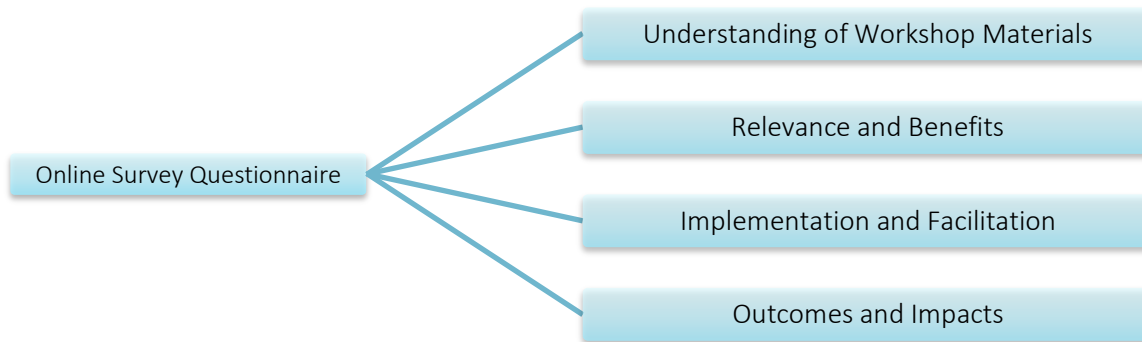 Understanding of Workshop Materials
Relevance and Benefits
Online Survey Questionnaire
Implementation and Facilitation
Outcomes and Impacts